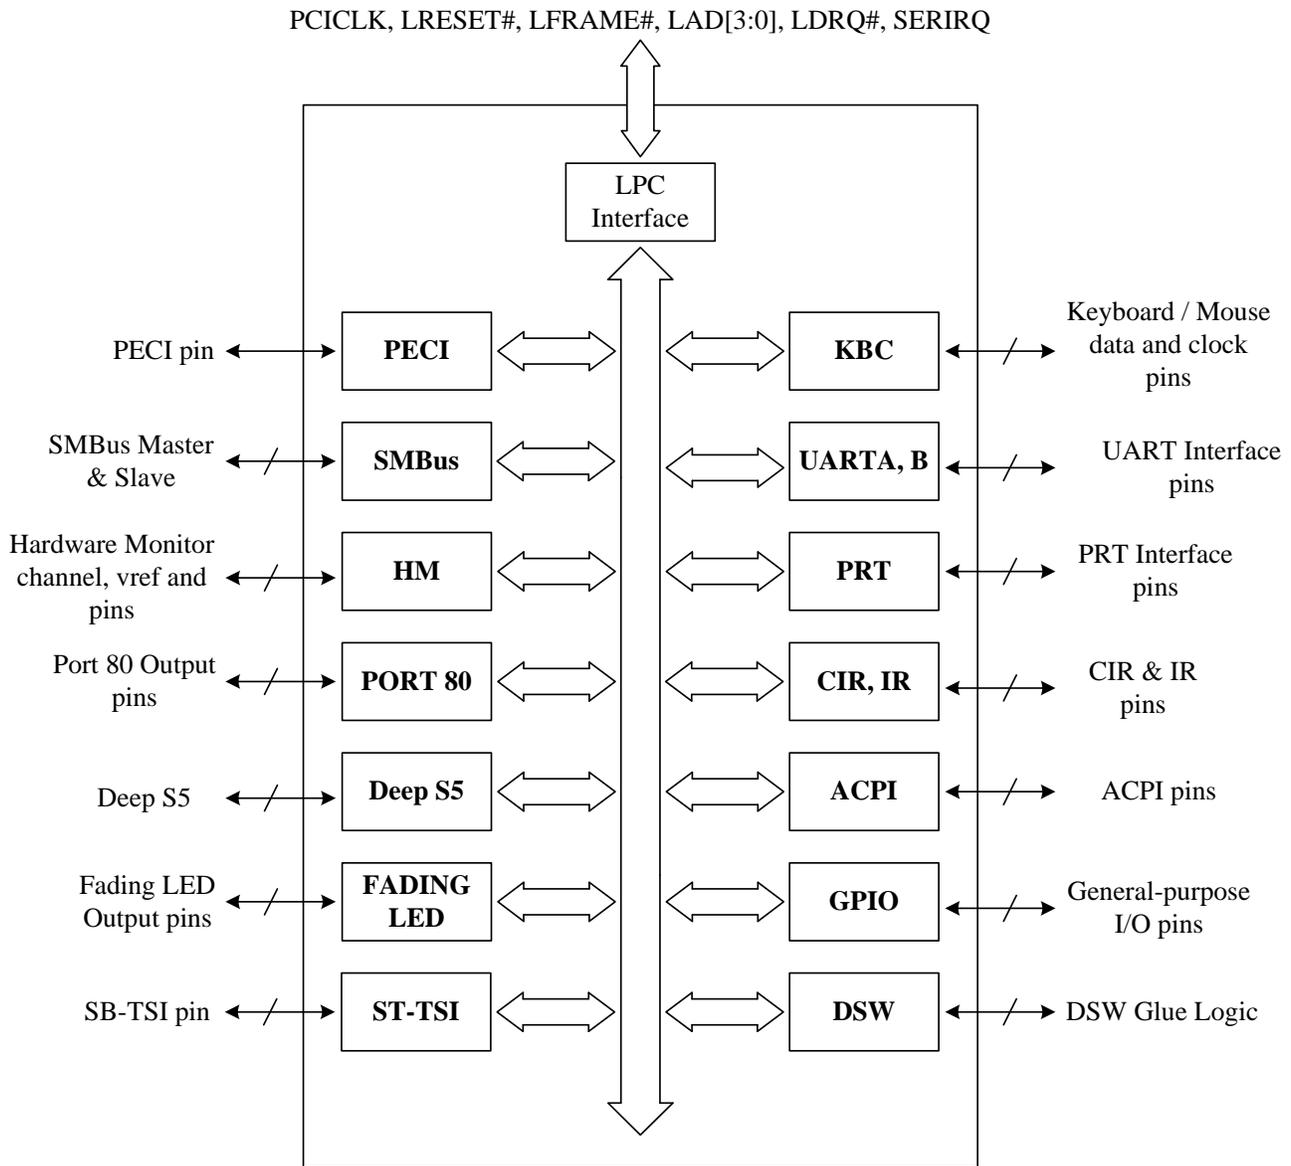 PCICLK, LRESET#, LFRAME#, LAD[3:0], LDRQ#, SERIRQ
LPC
Interface
PECI pin
PECI
KBC
Keyboard / Mouse
data and clock
pins
SMBus Master
& Slave
SMBus
UARTA, B
UART Interface
pins
Hardware Monitor
channel, vref and
pins
HM
PRT
PRT Interface
pins
Port 80 Output
pins
PORT 80
CIR, IR
CIR & IR
pins
Deep S5
Deep S5
ACPI
ACPI pins
Fading LED
Output pins
FADING
LED
GPIO
General-purpose
I/O pins
SB-TSI pin
ST-TSI
DSW
DSW Glue Logic